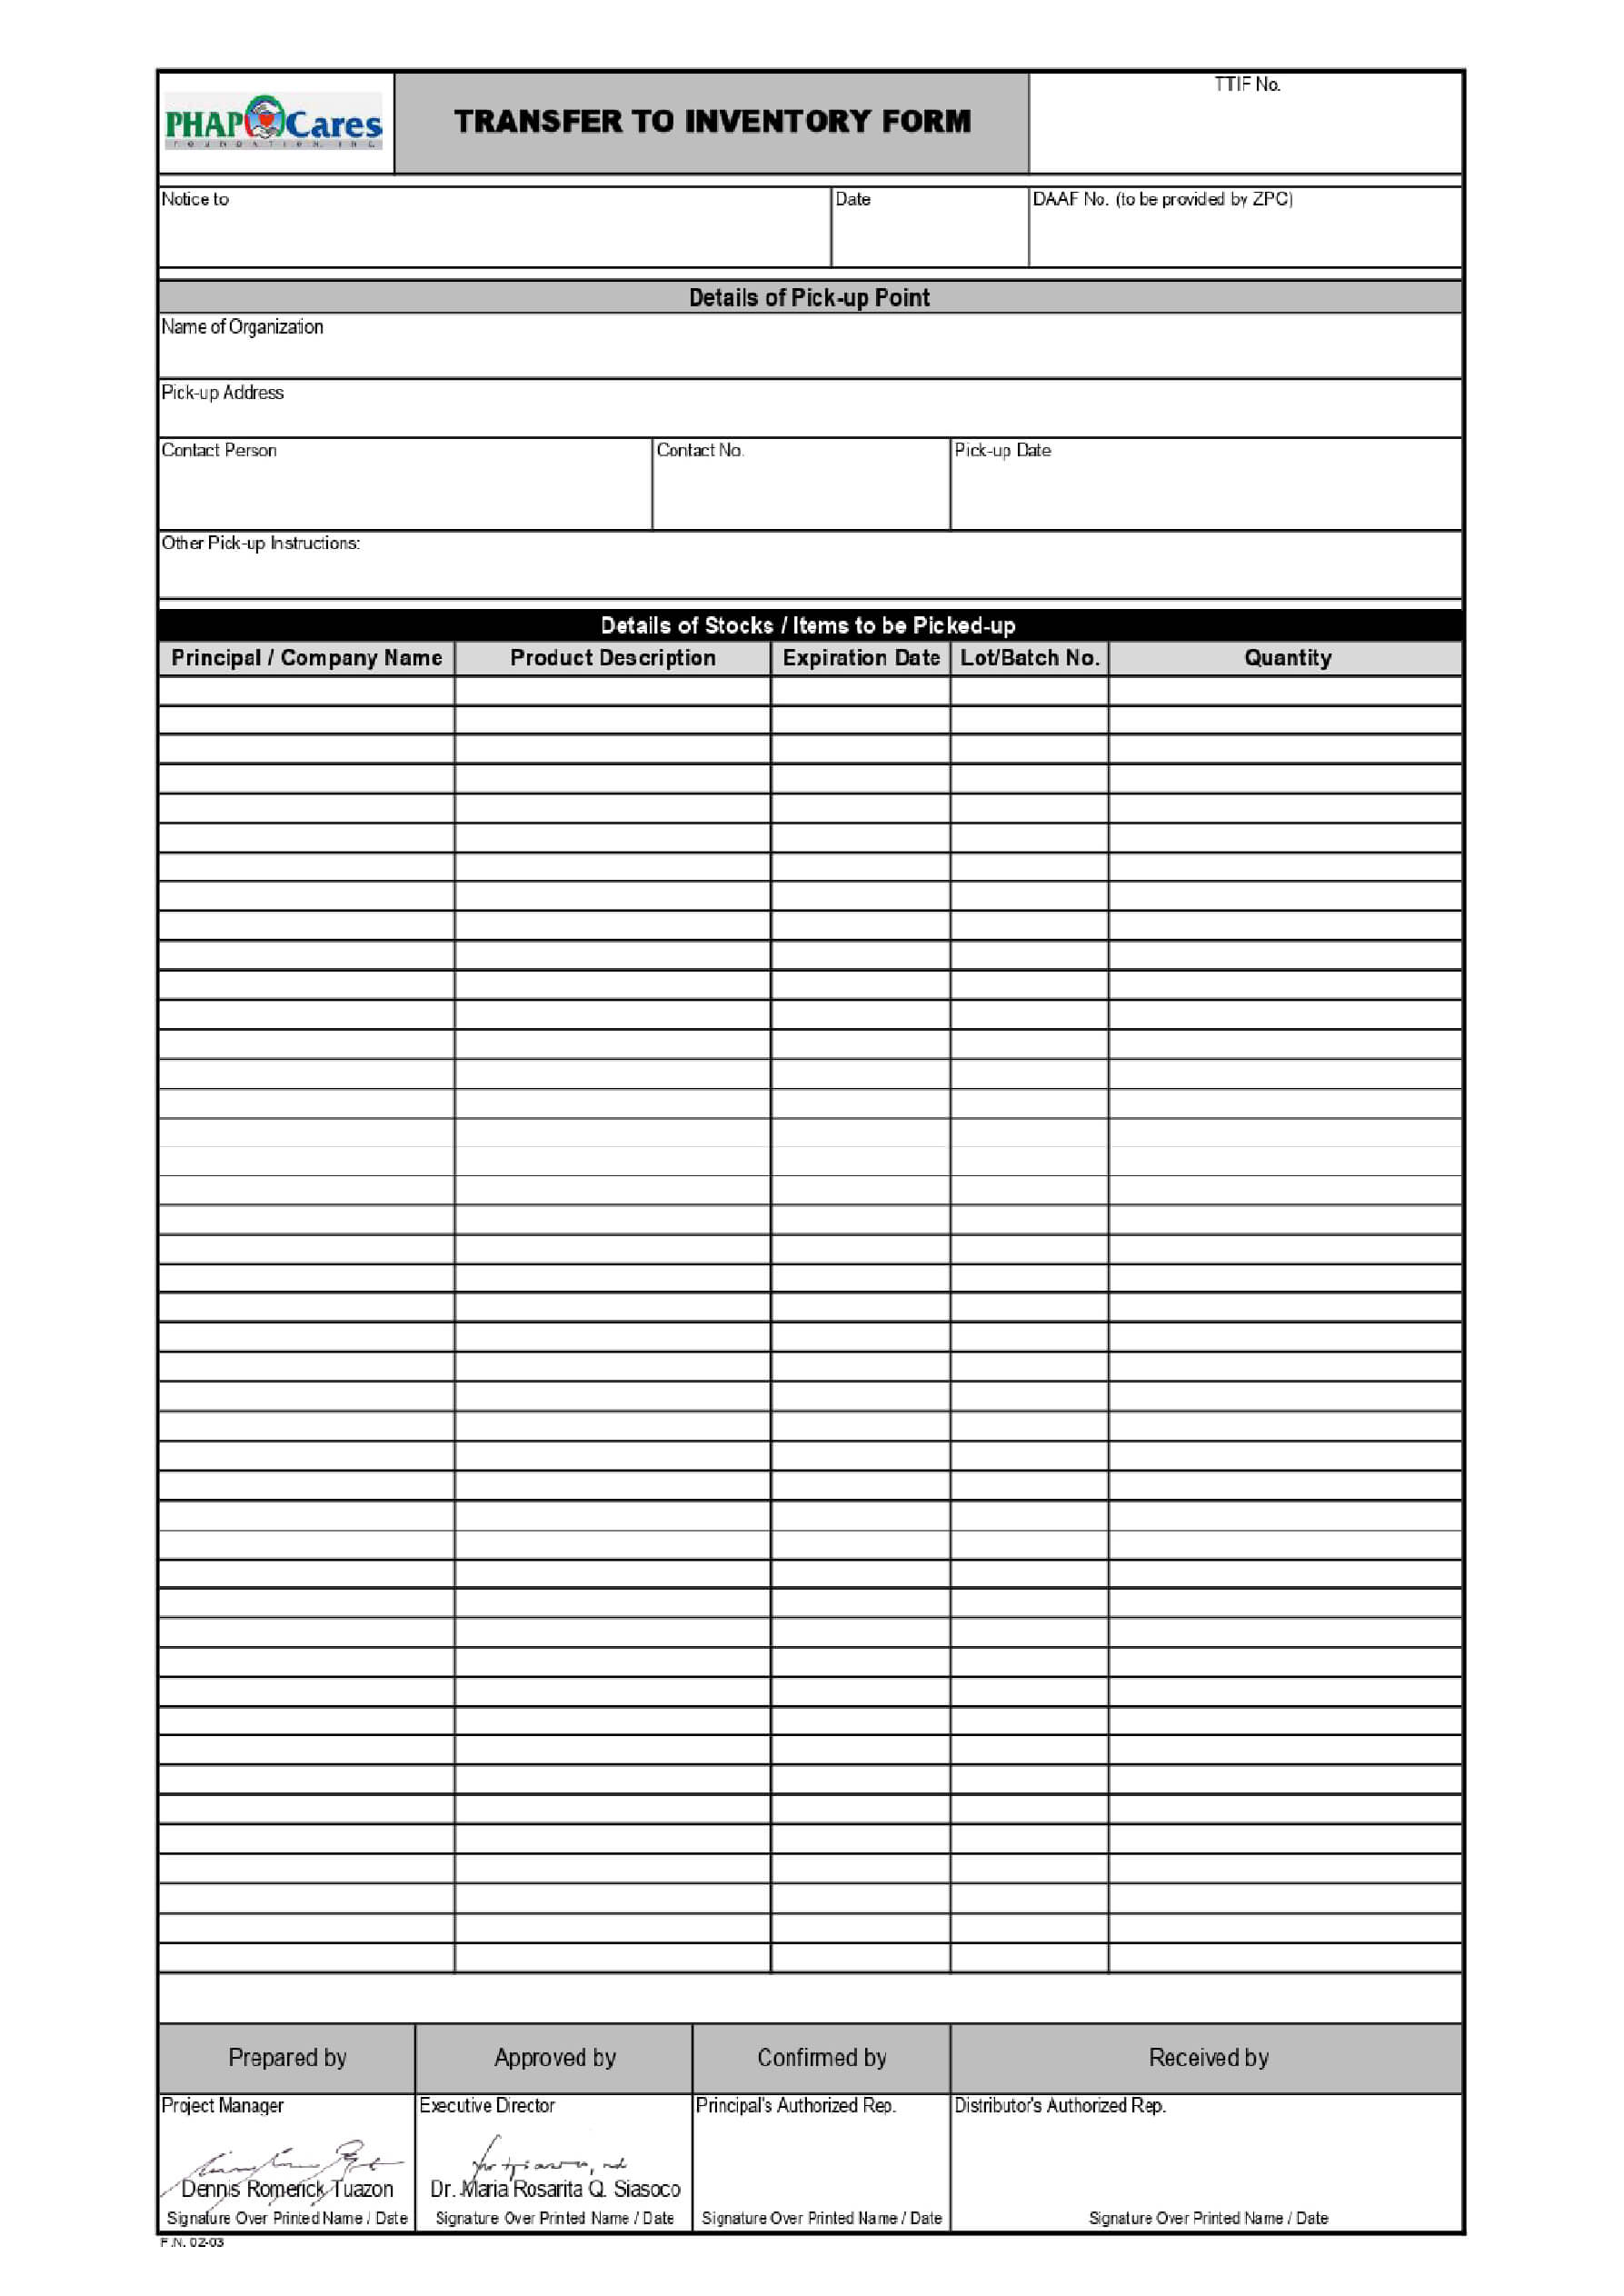 PHAP Cares
FOUNDATION, INC.
TRANSFER TO INVENTORY FORM
TTIF No.
Notice to
Date
DAAF No. (to be provided by ZPC)
Details of Pick-up Point
Name of Organization
Pick-up Address
Contact Person
Contact No.
Pick-up Date
Other Pick-up Instructions:
Details of Stocks / Items to be Picked-up
Principal / Company Name
Product Description
Expiration Date
Lot/Batch No.
Quantity
Prepared by
Approved by
Confirmed by
Received by
Project Manager
Executive Director
Principal's Authorized Rep.
Distributor's Authorized Rep.
Dennis Romerick Tuazon
Dr. Maria Rosarita Q. Siasoco
Signature Over Printed Name / Date
Signature Over Printed Name / Date
Signature Over Printed Name / Date
Signature Over Printed Name / Date
F.N. 02-03